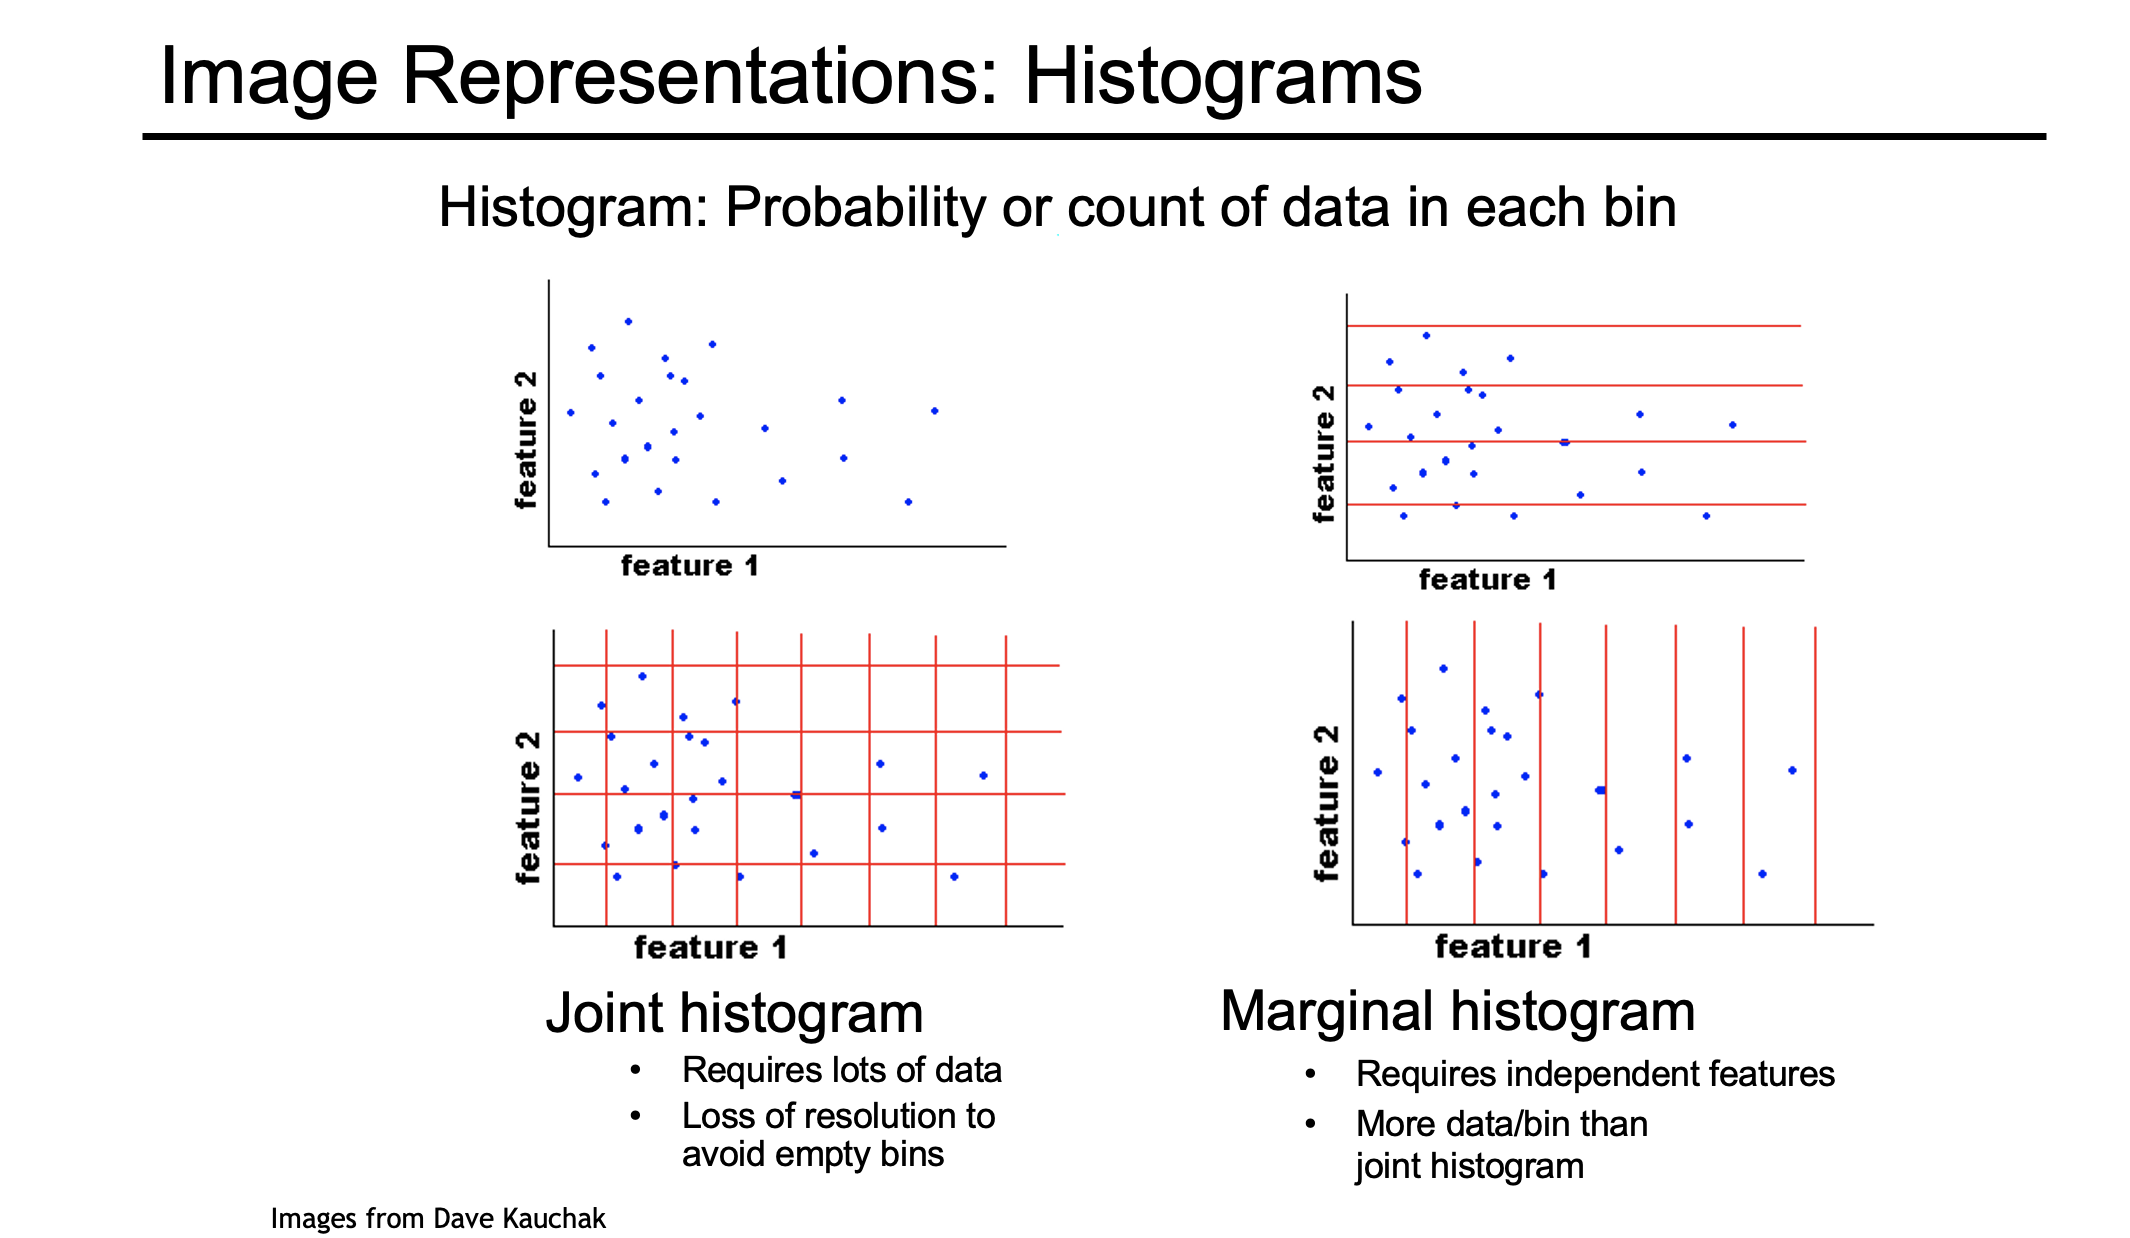 Image Representations: Histograms
Histogram: Probability or count of data in each bin
feature 2
feature 1
feature 2
feature 1
feature 2
feature 1
feature 2
feature 1
Joint histogram
• Requires lots of data
• Loss of resolution to
avoid empty bins
Marginal histogram
• Requires independent features
• More data/bin than
joint histogram
Images from Dave Kauchak